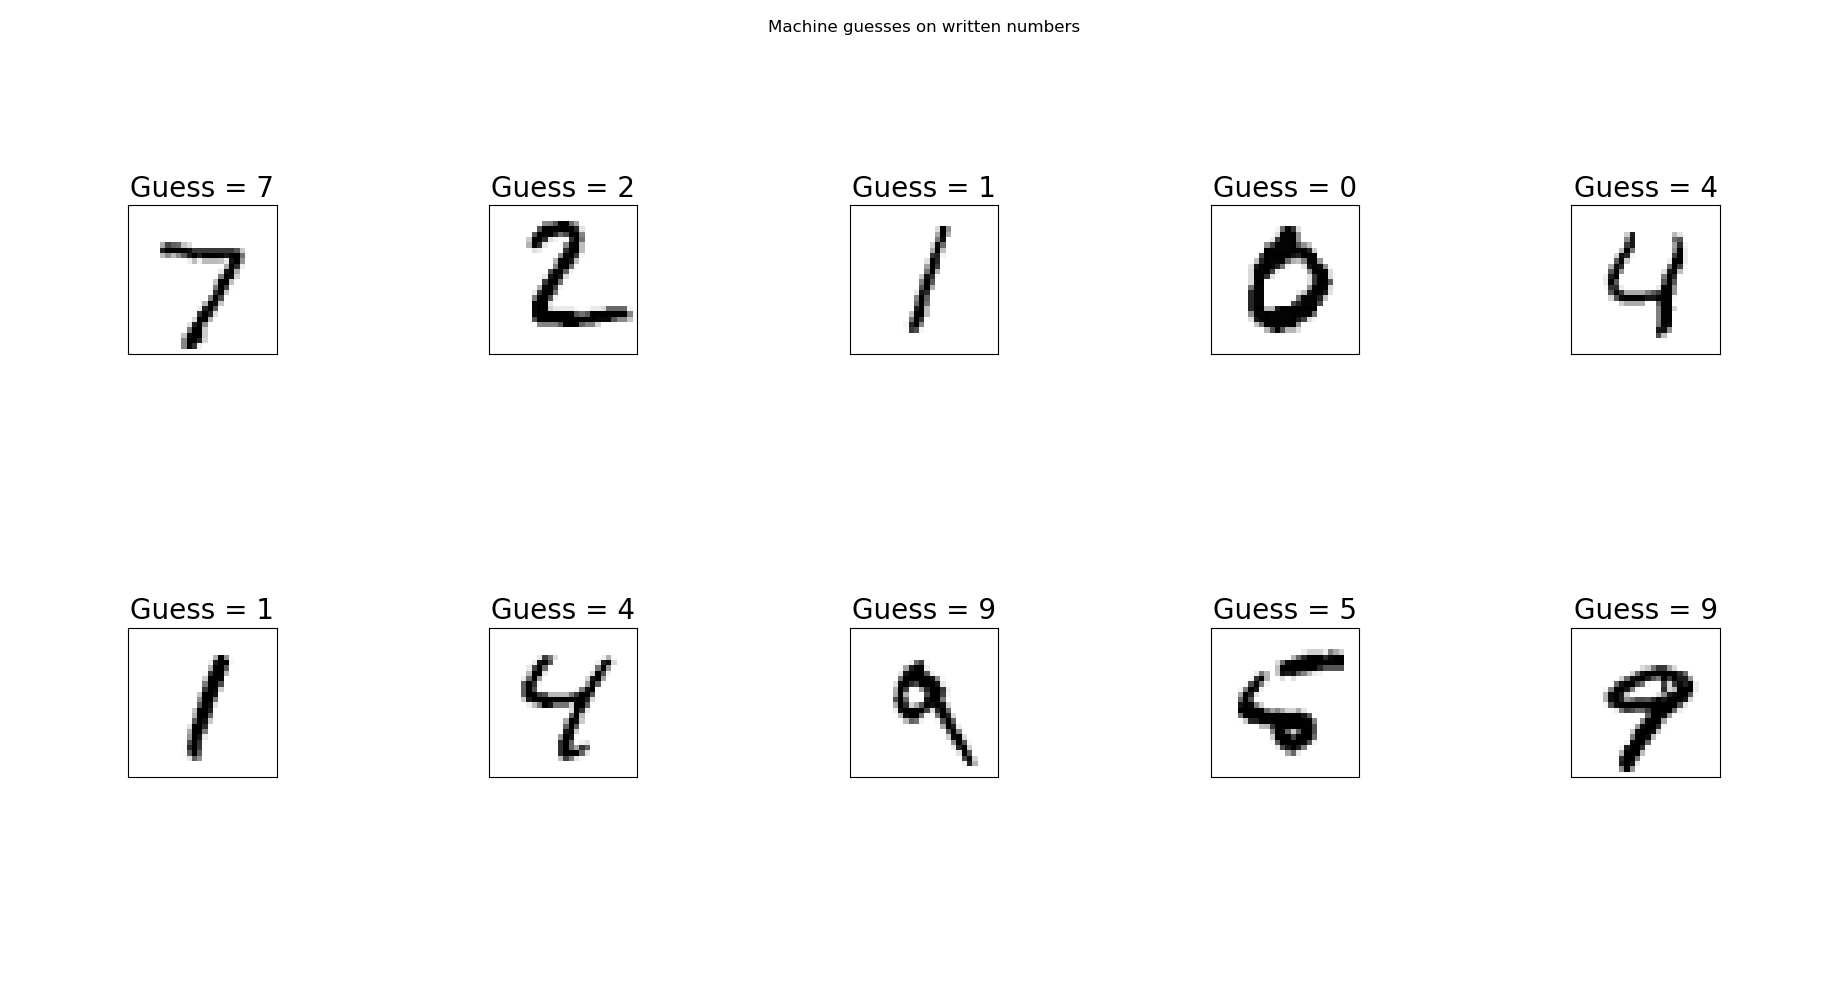 Machine guesses on written numbers
Guess = 7 Guess = 2 Guess = 1 Guess = 0 Guess = 4
7 2 1 0 4
Guess = 1 Guess = 4 Guess = 9 Guess = 5 Guess = 9
1 4 9 5 9